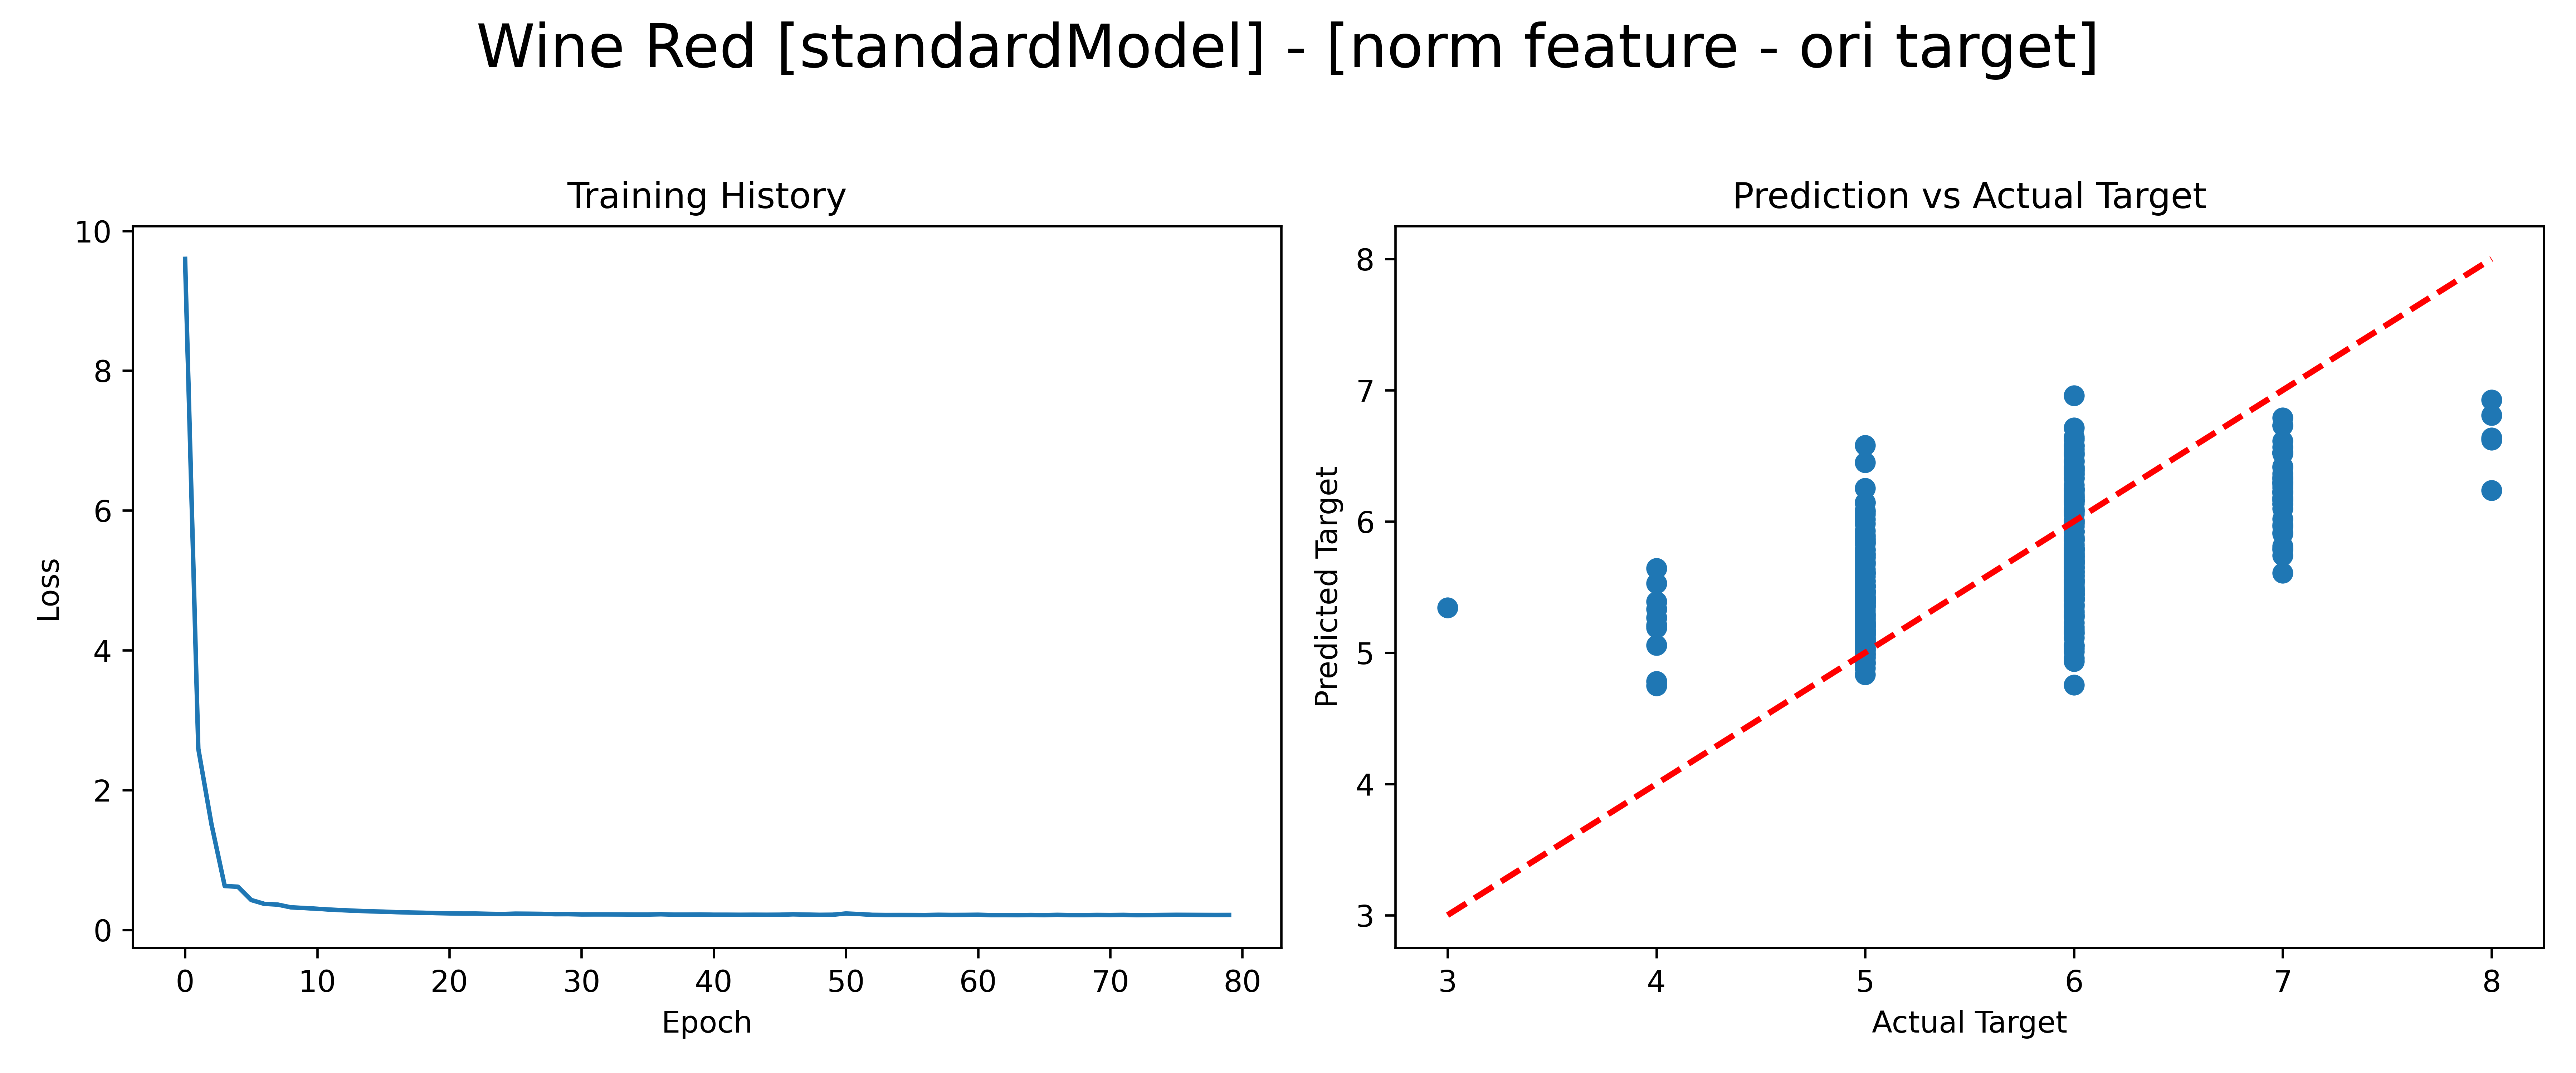 Wine Red [standardModel] - [norm feature - ori target]
Training History
10
8
6
4
2
0
Loss
0 10 20 30 40 50 60 70 80
Epoch
Prediction vs Actual Target
8
7
6
5
4
3
Predicted Target
3 4 5 6 7 8
Actual Target